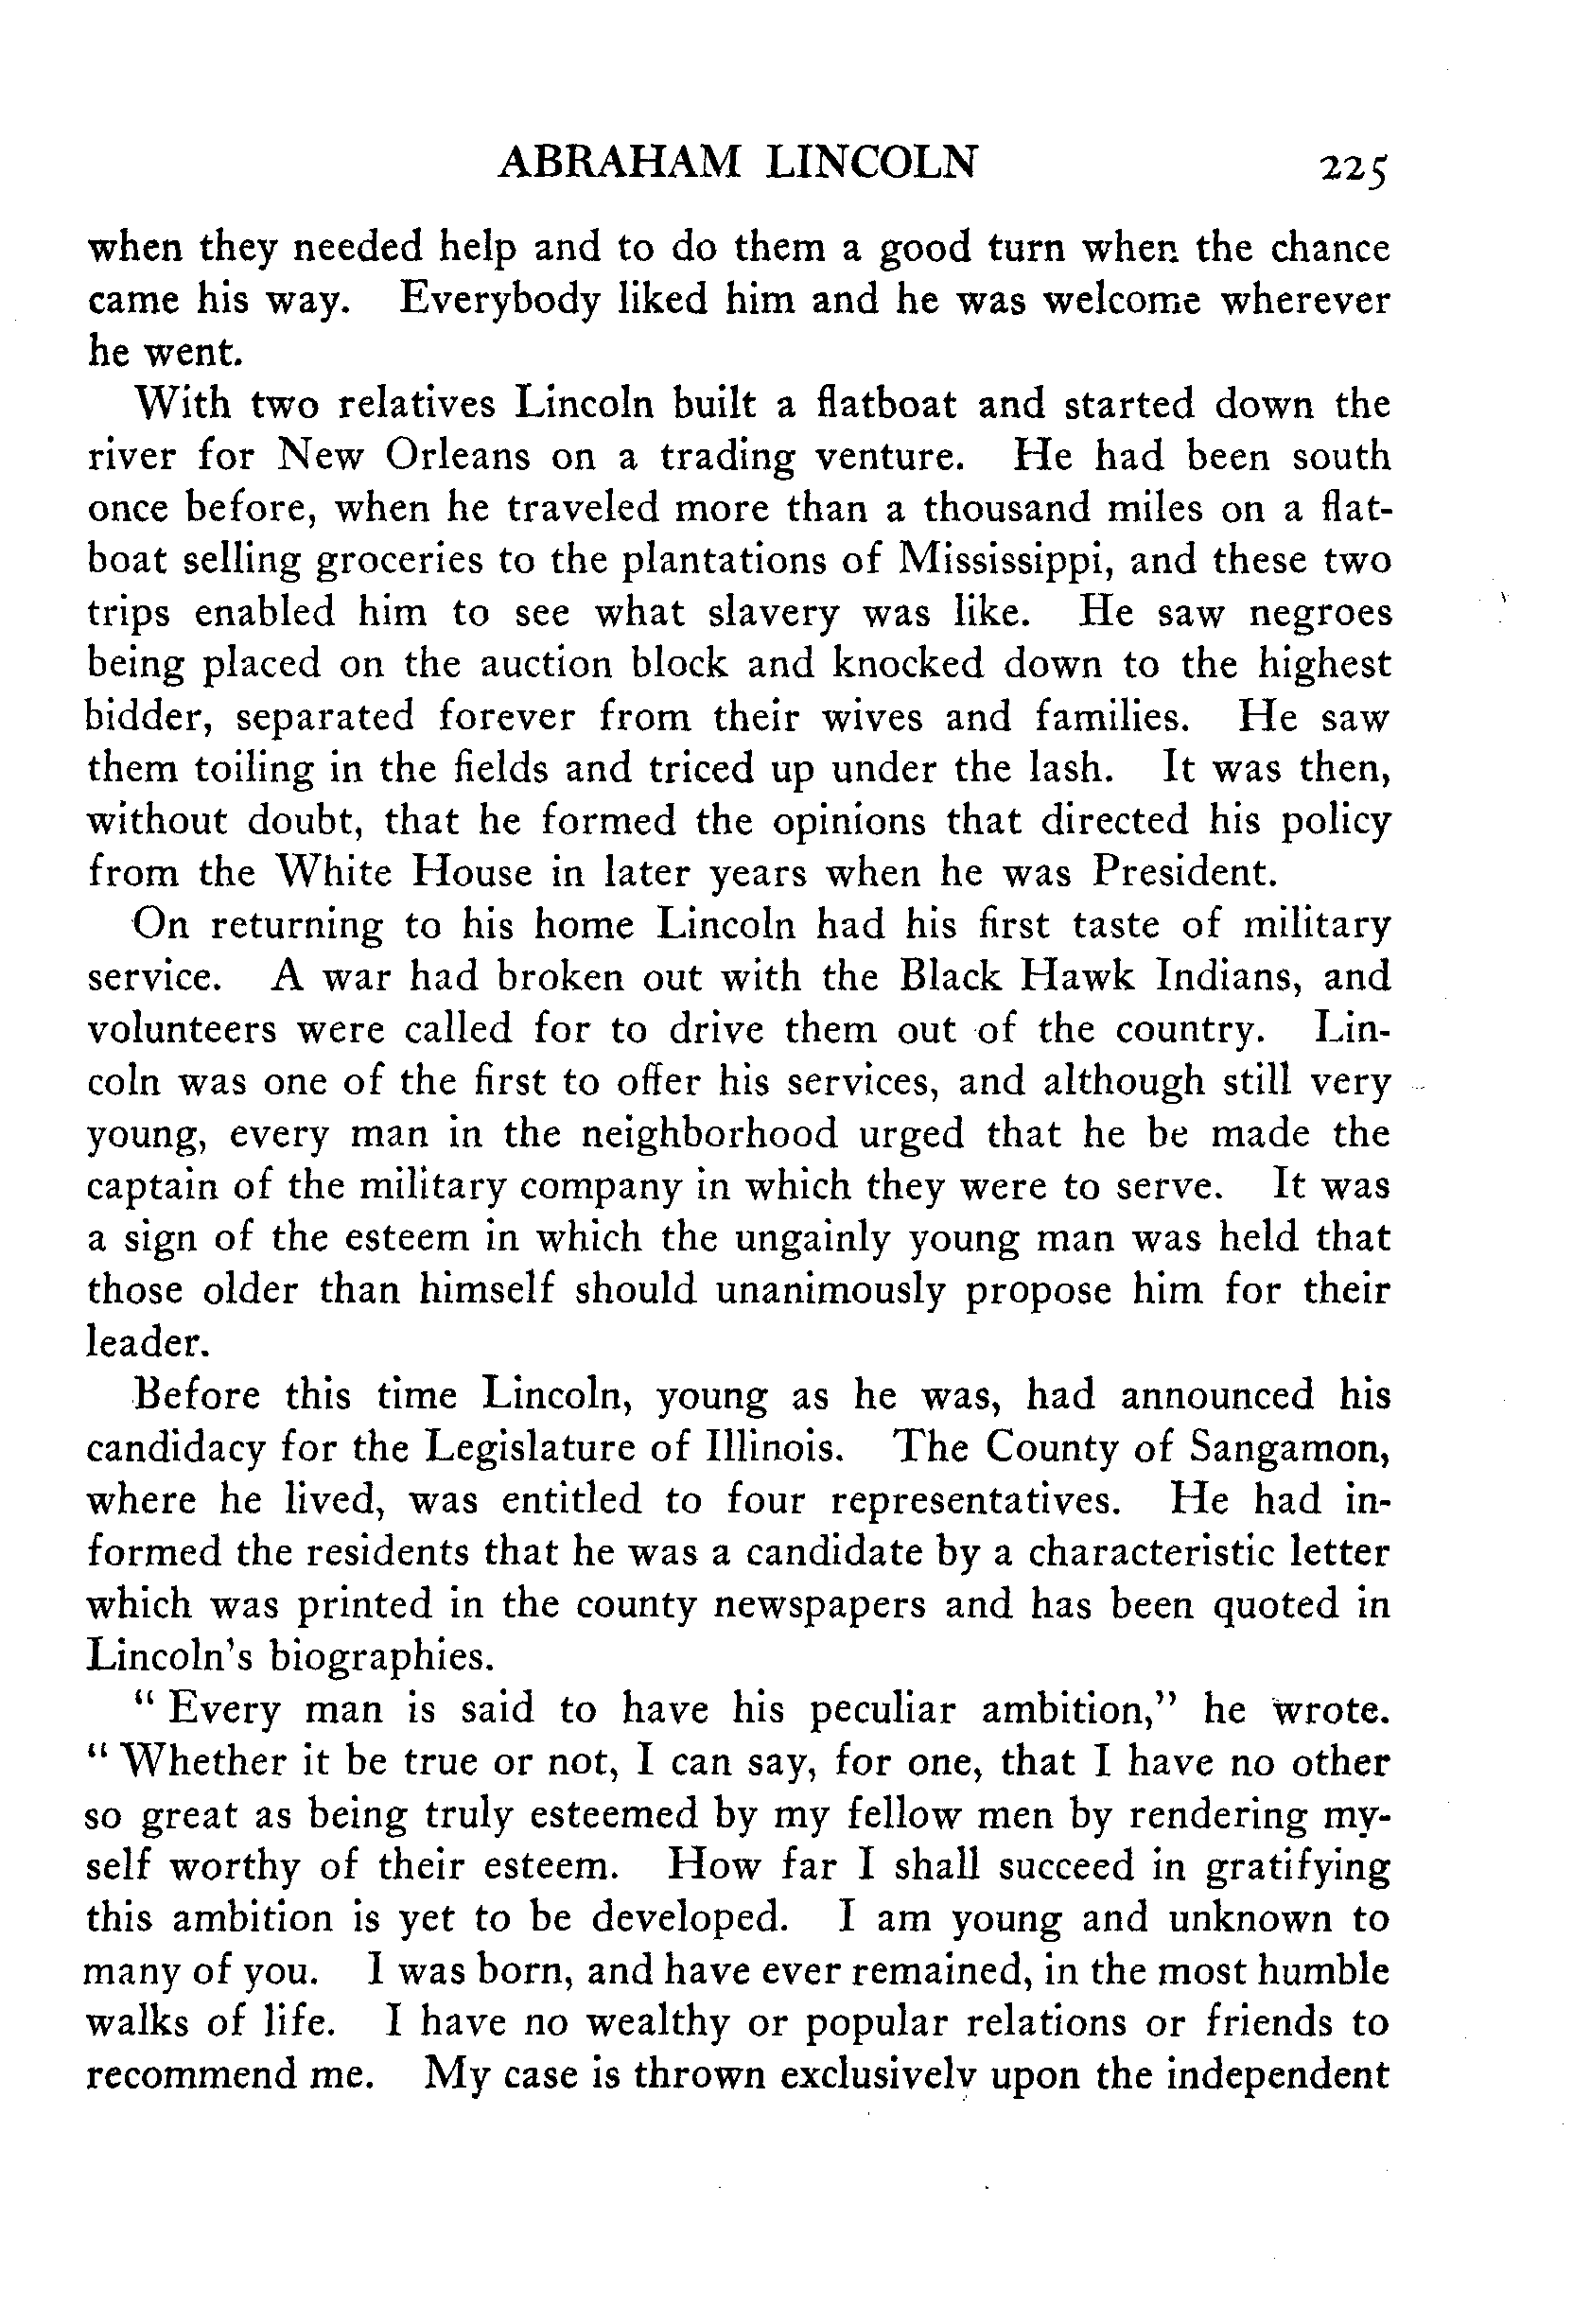 ABRAHAM LINCOLN 225
when they needed help and to do them a good turn when the chance
came his way. Everybody liked him and he was welcome wherever
he went.
With two relatives Lincoln built a flatboat and started down the
river for New Orleans on a trading venture. He had been south
once before, when he traveled more than a thousand miles on a flat-
boat selling groceries to the plantations of Mississippi, and these two
trips enabled him to see what slavery was like. He saw negroes
being placed on the auction block and knocked down to the highest
bidder, separated forever from their wives and families. He saw
them toiling in the fields and triced up under the lash. It was then,
without doubt, that he formed the opinions that directed his policy
from the White House in later years when he was President.
On returning to his home Lincoln had his first taste of military
service. A war had broken out with the Black Hawk Indians, and
volunteers were called for to drive them out of the country. Lin-
coln was one of the first to offer his services, and although still very
young, every man in the neighborhood urged that he be made the
captain of the military company in which they were to serve. It was
a sign of the esteem in which the ungainly young man was held that
those older than himself should unanimously propose him for their
leader.
Before this time Lincoln, young as he was, had announced his
candidacy for the Legislature of Illinois. The County of Sangamon,
where he lived, was entitled to four representatives. He had in-
formed the residents that he was a candidate by a characteristic letter
which was printed in the county newspapers and has been quoted in
Lincoln's biographies.
" Every man is said to have his peculiar ambition," he wrote.
" Whether it be true or not, I can say, for one, that I have no other
so great as being truly esteemed by my fellow men by rendering my-
self worthy of their esteem. How far I shall succeed in gratifying
this ambition is yet to be developed. I am young and unknown to
many of you. I was born, and have ever remained, in the most humble
walks of life. I have no wealthy or popular relations or friends to
recommend me. My case is thrown exclusively upon the independent